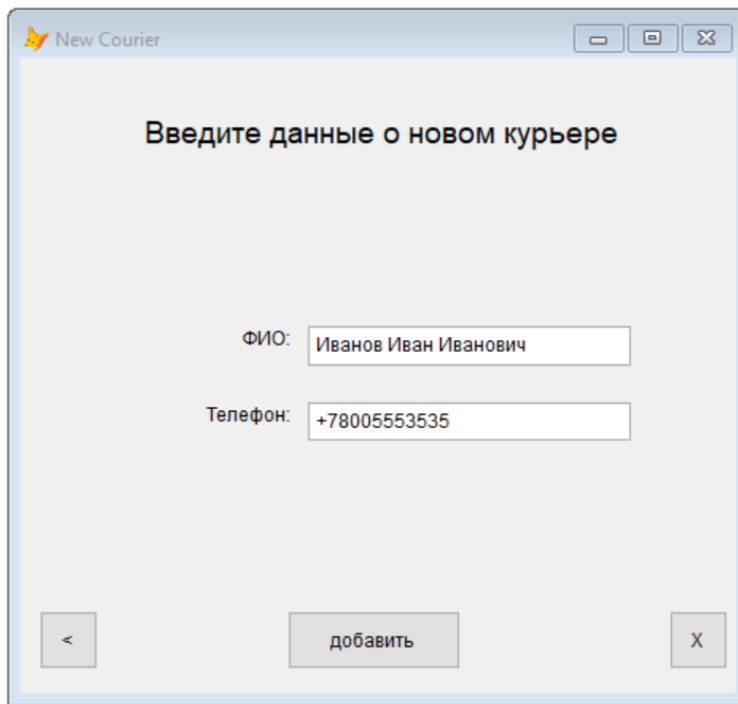 New Courier
Введите данные о новом курьере
ФИО: Иванов Иван Иванович
Телефон: +78005553535
< добавить X